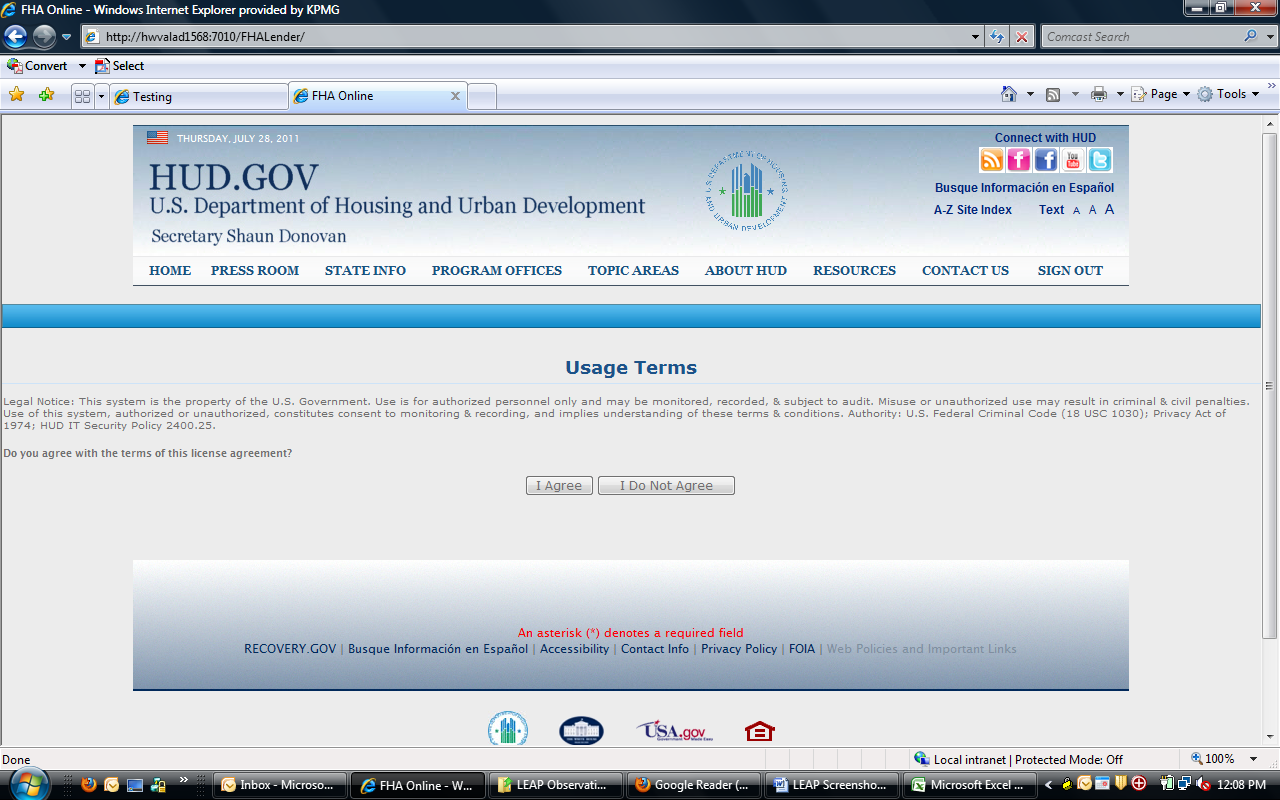 FHA Online - Windows Internet Explorer provided by KPMG
http://hwvalad1568:7010/FHALender/
Comcast Search
Convert Select
Testing
FHA Online
Page Tools
THURSDAY, JULY 28, 2011
Connect with HUD
HUD.GOV
U.S. Department of Housing and Urban Development
Secretary Shaun Donovan
U.S. DEPARTMENT OF HOUSING AND URBAN DEVELOPMENT
You Tube
Busque Información en Español
A-Z Site Index Text A A A
HOME PRESS ROOM STATE INFO PROGRAM OFFICES TOPIC AREAS ABOUT HUD RESOURCES CONTACT US SIGN OUT
Usage Terms
Legal Notice: This system is the property of the U.S. Government. Use is for authorized personnel only and may be monitored, recorded, & subject to audit. Misuse or unauthorized use may result in criminal & civil penalties.
Use of this system, authorized or unauthorized, constitutes consent to monitoring & recording, and implies understanding of these terms & conditions. Authority: U.S. Federal Criminal Code (18 USC 1030); Privacy Act of
1974; HUD IT Security Policy 2400.25.
Do you agree with the terms of this license agreement?
I Agree I Do Not Agree
An asterisk (*) denotes a required field
RECOVERY.GOV | Busque Información en Español | Accessibility | Contact Info | Privacy Policy | FOIA | Web Policies and Important Links
USA.gov
Done
Local intranet | Protected Mode: Off
100%
Inbox - Microso...
FHA Online - W...
LEAP Observati...
Google Reader (...
LEAP Screensho...
Microsoft Excel ...
12:08 PM